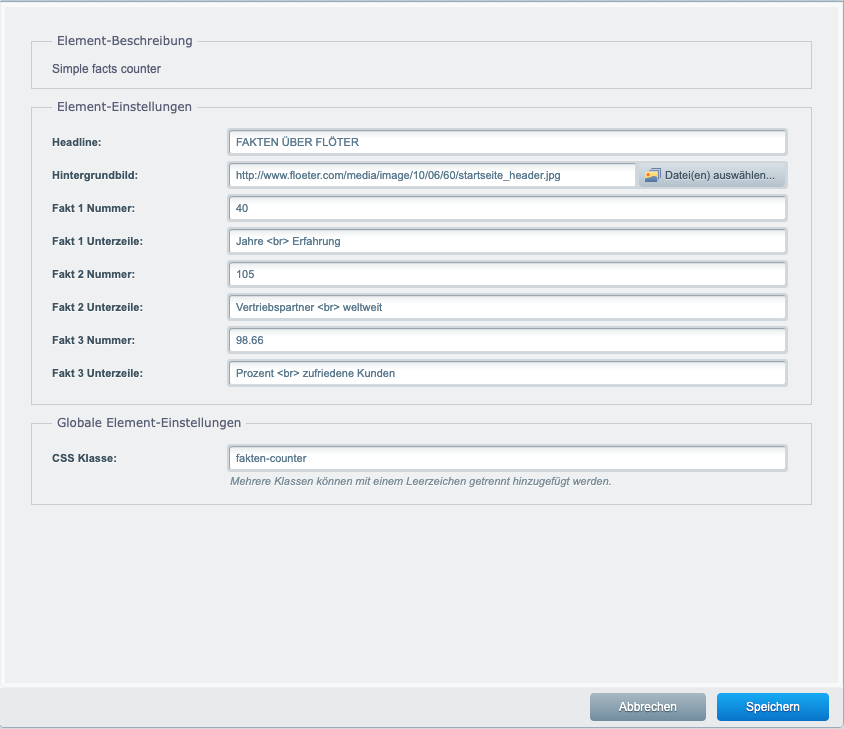 Element-Beschreibung
Simple facts counter
Element-Einstellungen
Headline: FAKTEN ÜBER FLÖTER
Hintergrundbild: http://www.floeter.com/media/image/10/06/60/startseite_header.jpg Datei(en) auswählen...
Fakt 1 Nummer: 40
Fakt 1 Unterzeile: Jahre <br> Erfahrung
Fakt 2 Nummer: 105
Fakt 2 Unterzeile: Vertriebspartner <br> weltweit
Fakt 3 Nummer: 98.66
Fakt 3 Unterzeile: Prozent <br> zufriedene Kunden
Globale Element-Einstellungen
CSS Klasse: fakten-counter
Mehrere Klassen können mit einem Leerzeichen getrennt hinzugefügt werden.
Abbrechen Speichern